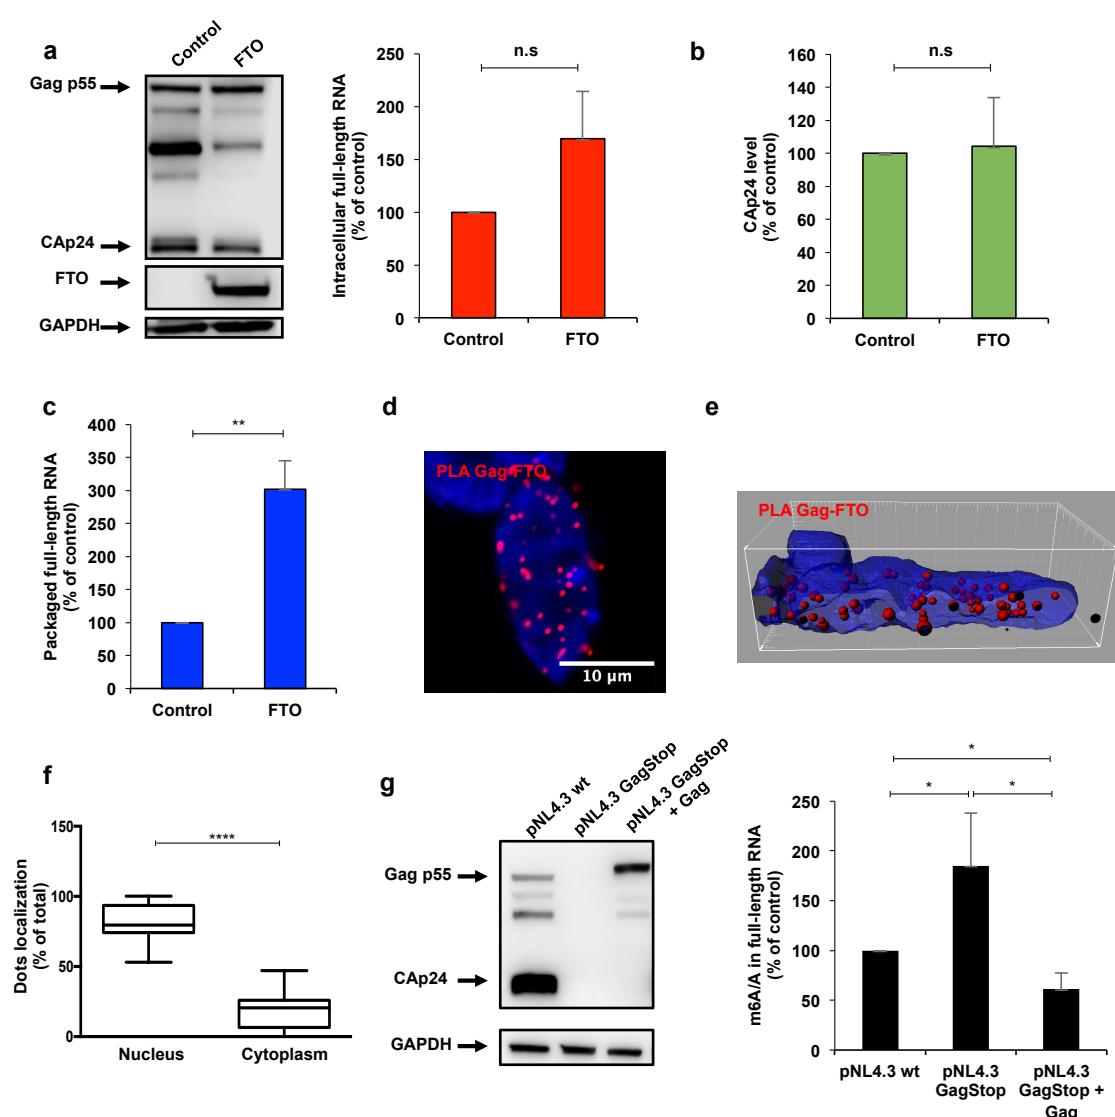 a
Control
FTO
Gag p55
CAp24
FTO
GAPDH
Intracellular full-length RNA
(% of control)
250
200
150
100
50
0
n.s
Control
FTO
b
CAp24 level
(% of control)
160
140
120
100
80
60
40
20
0
n.s
Control
FTO
c
Packaged full-length RNA
(% of control)
400
350
300
250
200
150
100
50
0
**
Control
FTO
d
PLA Gag-FTO
10 µm
e
PLA Gag-FTO
f
Dots localization
(% of total)
150
100
50
0
****
Nucleus
Cytoplasm
g
pNL4.3 wt
pNL4.3 GagStop
pNL4.3 GagStop
+ Gag
Gag p55
CAp24
GAPDH
m6A/A in full-length RNA
(% of control)
250
200
150
100
50
0
*
*
*
pNL4.3 wt
pNL4.3
GagStop
pNL4.3
GagStop +
Gag